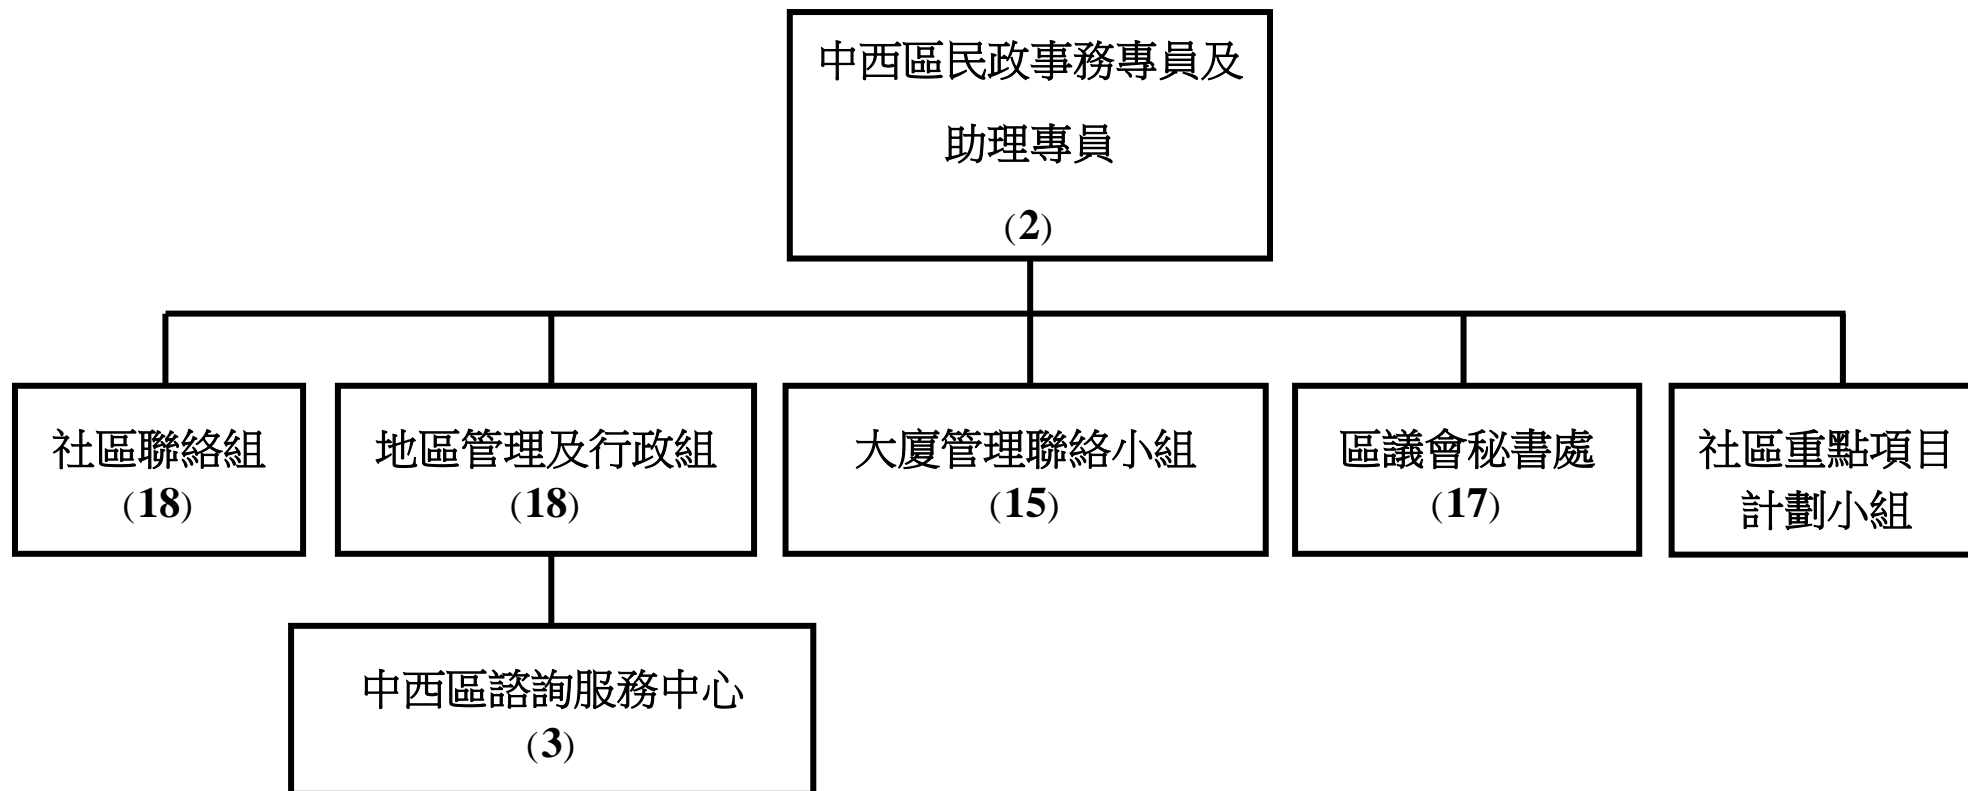 中西區民政事務專員及
助理專員
(2)
社區聯絡組
(18)
地區管理及行政組
(18)
大廈管理聯絡小組
(15)
區議會秘書處
(17)
社區重點項目
計劃小組
中西區諮詢服務中心
(3)